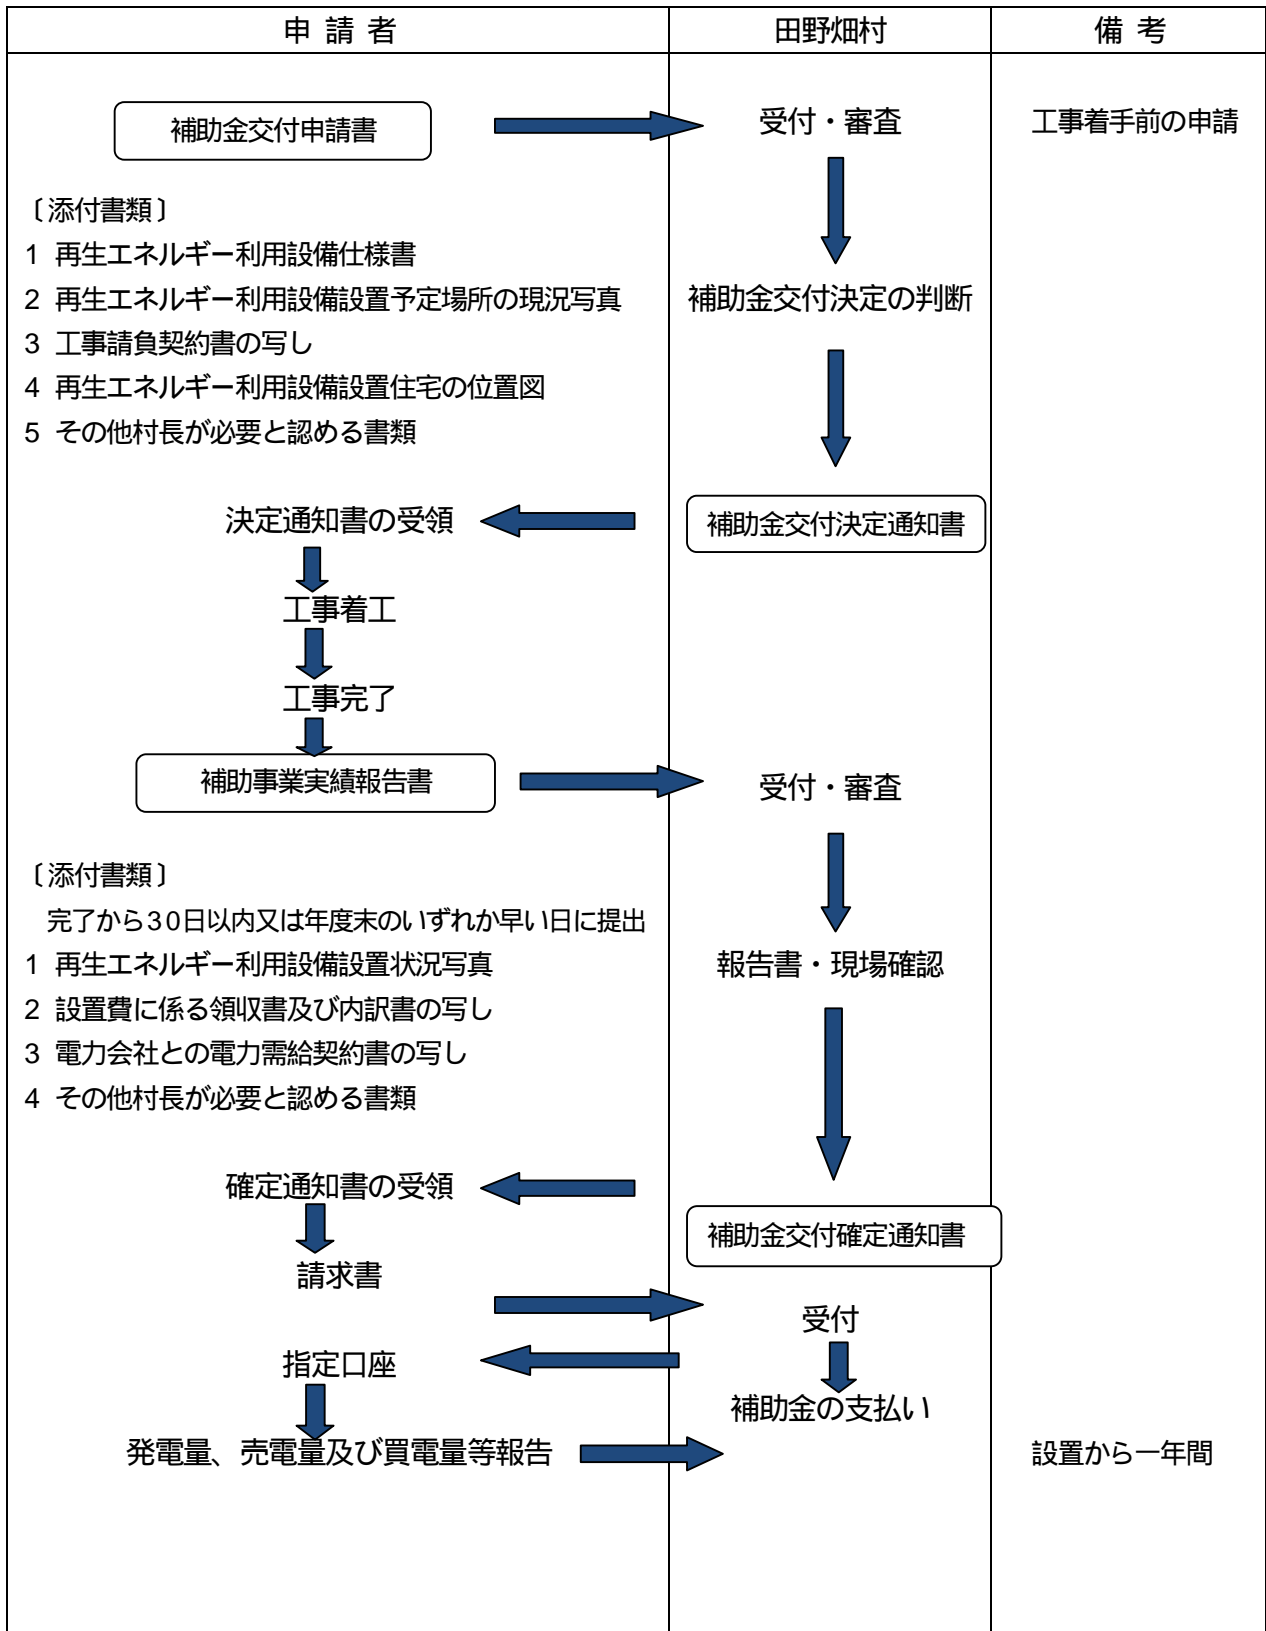 申請者 田野畑村 備考
補助金交付申請書 受付・審査 工事着手前の申請
〔添付書類〕
1 再生エネルギー利用設備仕様書
2 再生エネルギー利用設備設置予定場所の現況写真 補助金交付決定の判断
3 工事請負契約書の写し
4 再生エネルギー利用設備設置住宅の位置図
5 その他村長が必要と認める書類
決定通知書の受領 補助金交付決定通知書
工事着工
工事完了
補助事業実績報告書 受付・審査
〔添付書類〕
完了から30日以内又は年度末のいずれか早い日に提出
1 再生エネルギー利用設備設置状況写真 報告書・現場確認
2 設置費に係る領収書及び内訳書の写し
3 電力会社との電力需給契約書の写し
4 その他村長が必要と認める書類
確定通知書の受領 補助金交付確定通知書
請求書
受付
指定口座
補助金の支払い
発電量、売電量及び買電量等報告 設置から一年間